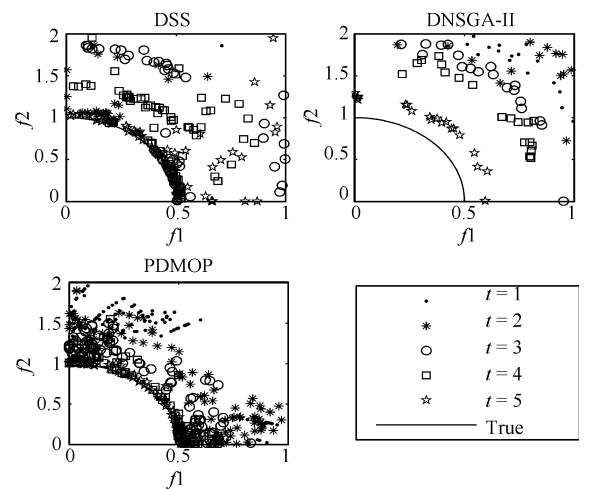 DSS
2
1.5
1
0.5
0
f2
0
0.5
1
f1
DNSGA-II
2
1.5
1
0.5
0
f2
0
0.5
1
f1
PDMOP
2
1.5
1
0.5
0
f2
0
0.5
1
f1
t = 1
t = 2
t = 3
t = 4
t = 5
True